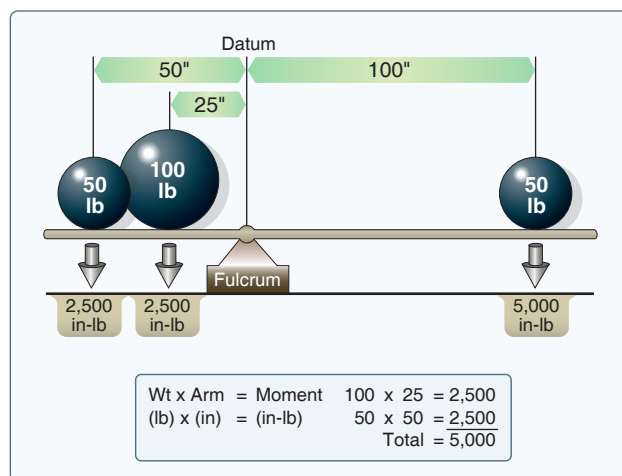 Datum
50"
100"
25"
50
lb
100
lb
50
lb
Fulcrum
2,500
in-lb
2,500
in-lb
5,000
in-lb
Wt x Arm = Moment 100 x 25 = 2,500
(lb) x (in) = (in-lb) 50 x 50 = 2,500
Total = 5,000